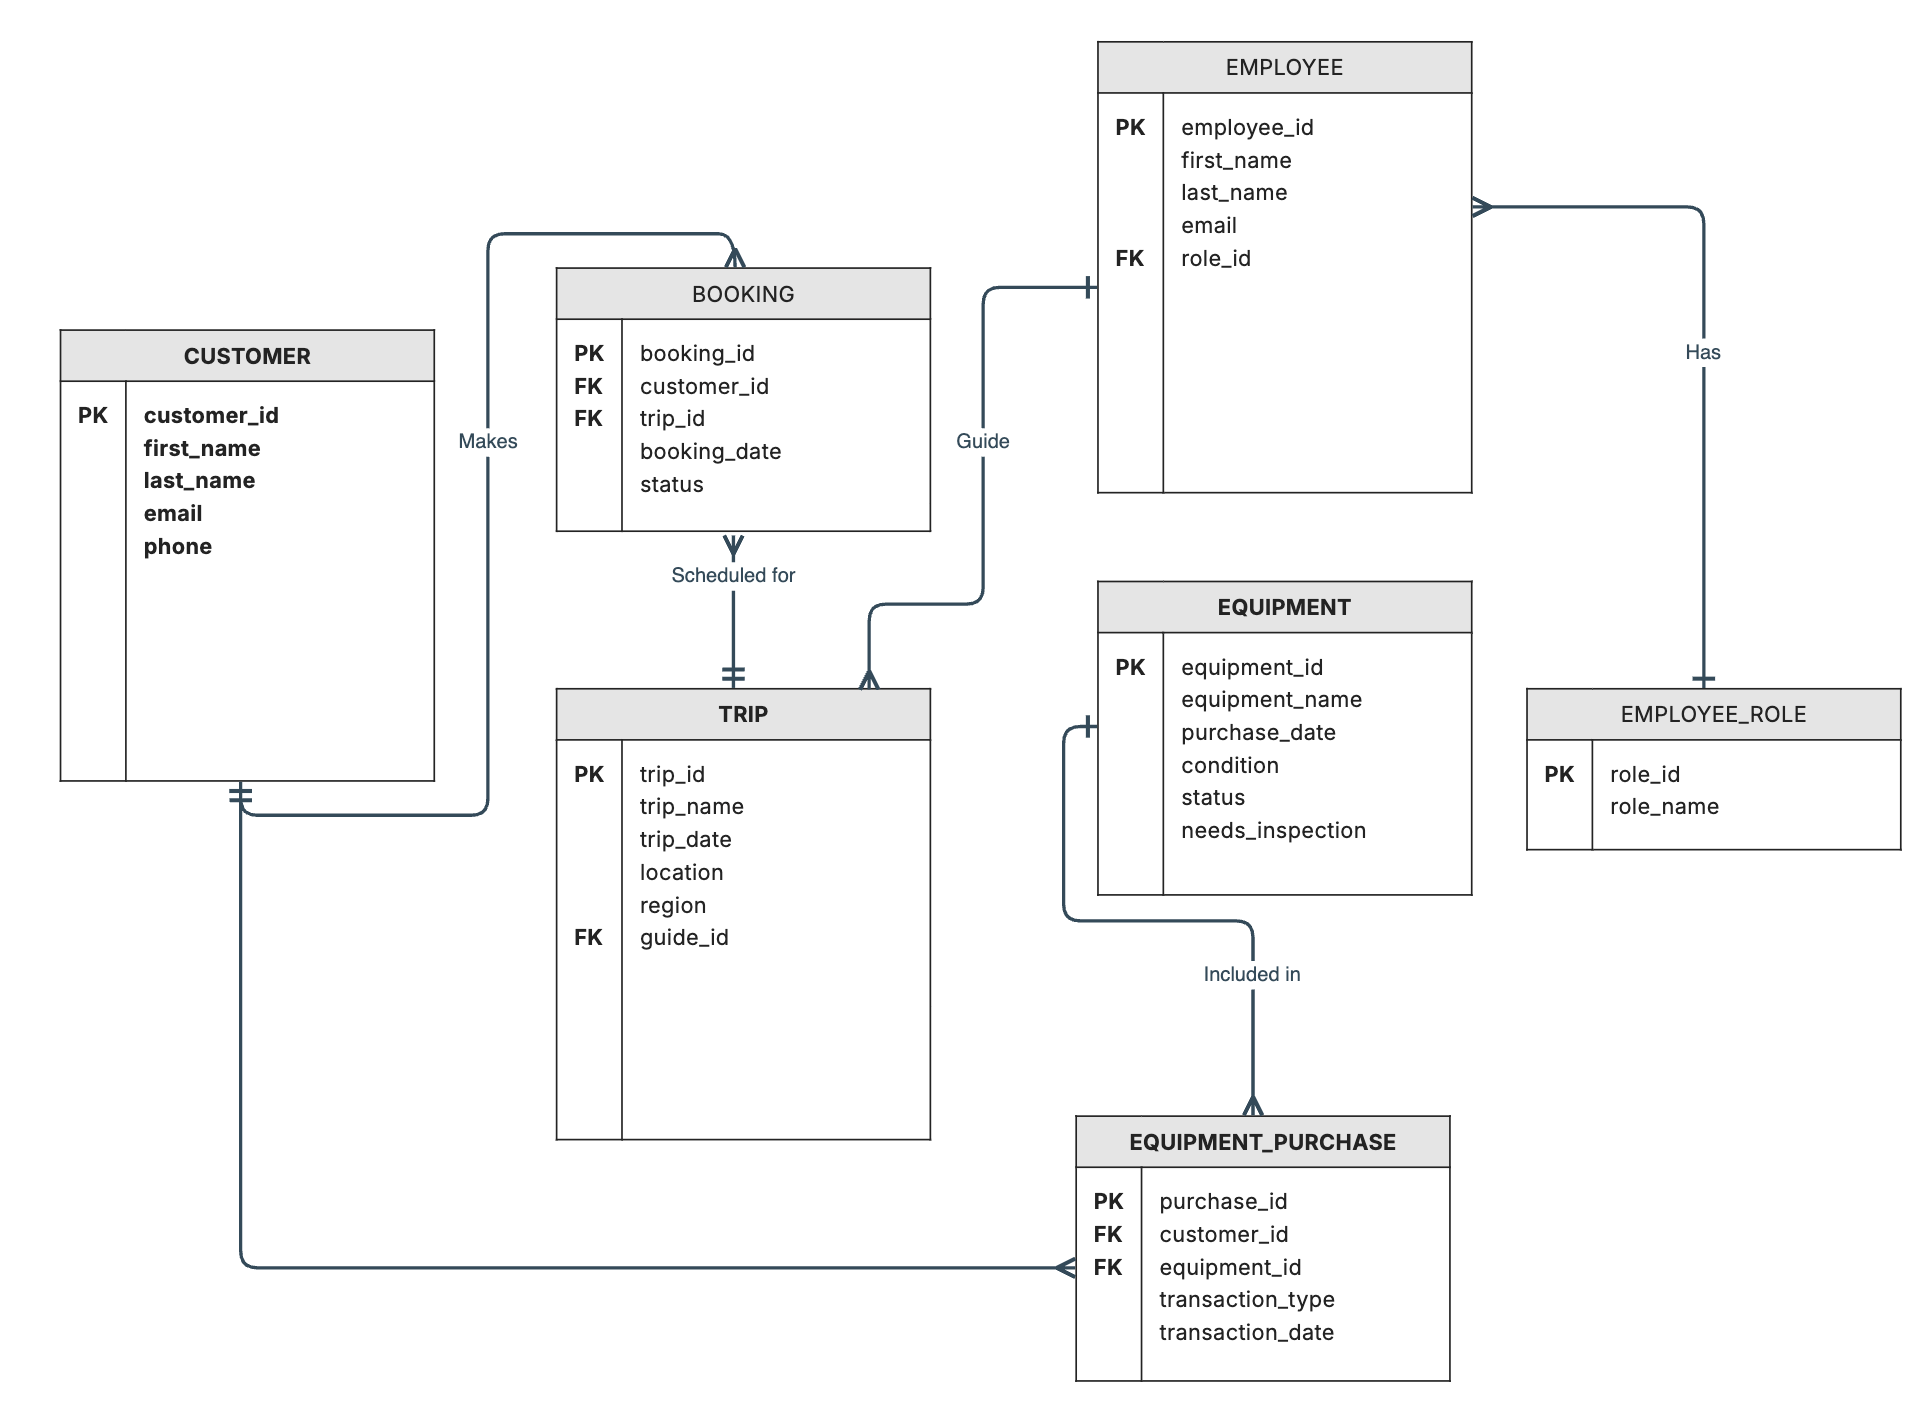 EMPLOYEE
PK employee_id
first_name
last_name
email
FK role_id
Has
BOOKING
PK booking_id
FK customer_id
FK trip_id
booking_date
status
CUSTOMER
PK customer_id
first_name
last_name
email
phone
Makes
Guide
Scheduled for
EQUIPMENT
PK equipment_id
equipment_name
purchase_date
condition
status
needs_inspection
TRIP
PK trip_id
trip_name
trip_date
location
region
FK guide_id
EMPLOYEE_ROLE
PK role_id
role_name
Included in
EQUIPMENT_PURCHASE
PK purchase_id
FK customer_id
FK equipment_id
transaction_type
transaction_date